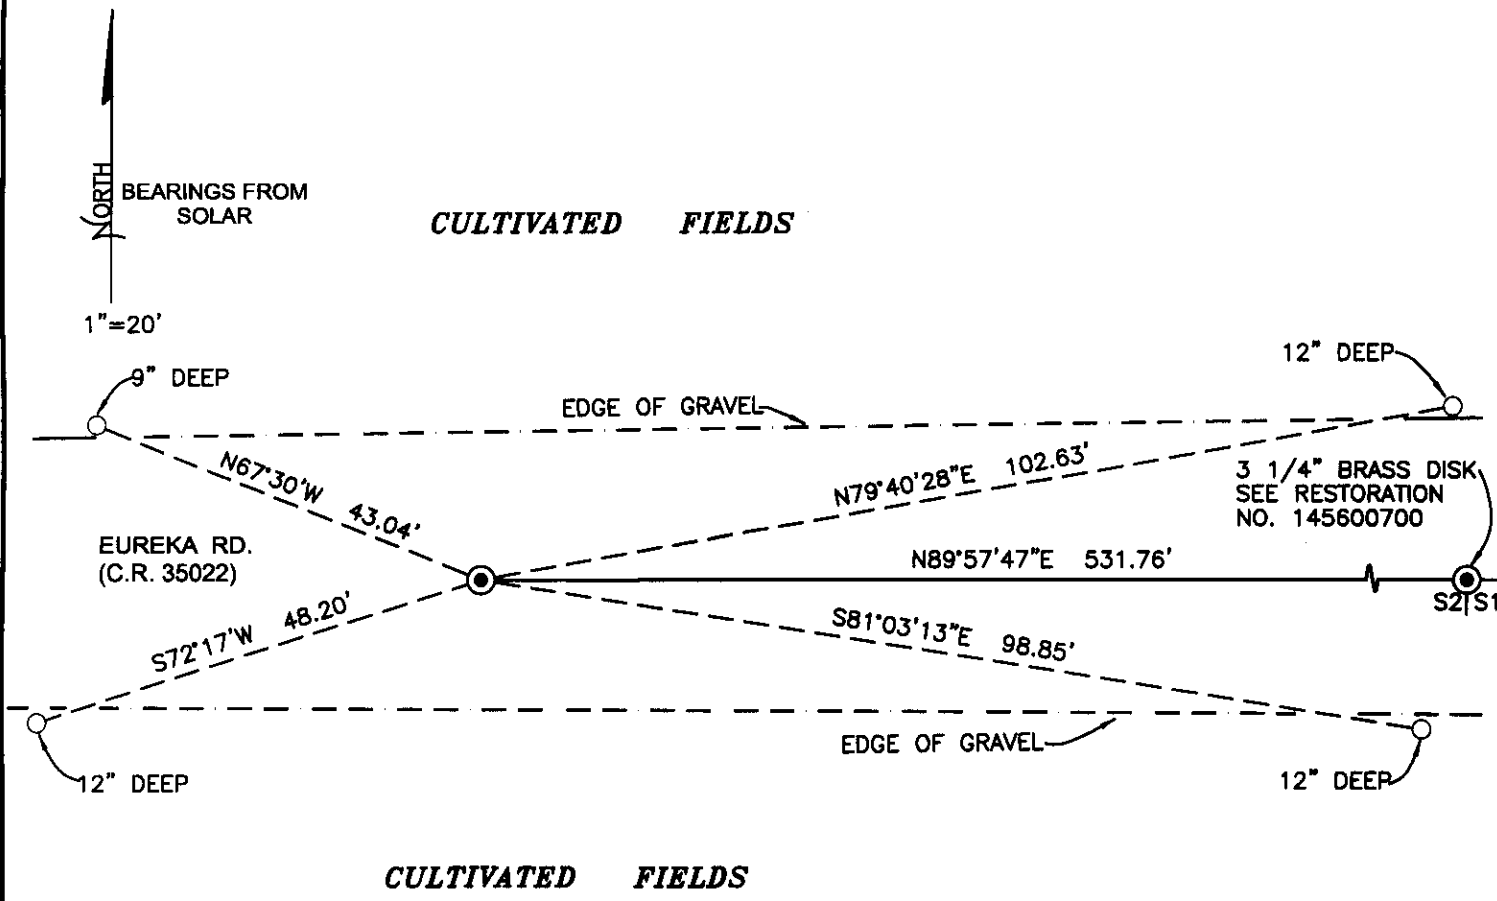 NORTH
BEARINGS FROM
SOLAR
CULTIVATED FIELDS
1"=20'
9" DEEP
12" DEEP
EDGE OF GRAVEL
N67°30'W 43.04'
N79°40'28"E 102.63'
3 1/4" BRASS DISK
SEE RESTORATION
NO. 145600700
EUREKA RD.
(C.R. 35022)
N89°57'47"E 531.76'
S2 S1
S72°17'W 48.20'
S81°03'13"E 98.85'
EDGE OF GRAVEL
12" DEEP
12" DEEP
CULTIVATED FIELDS